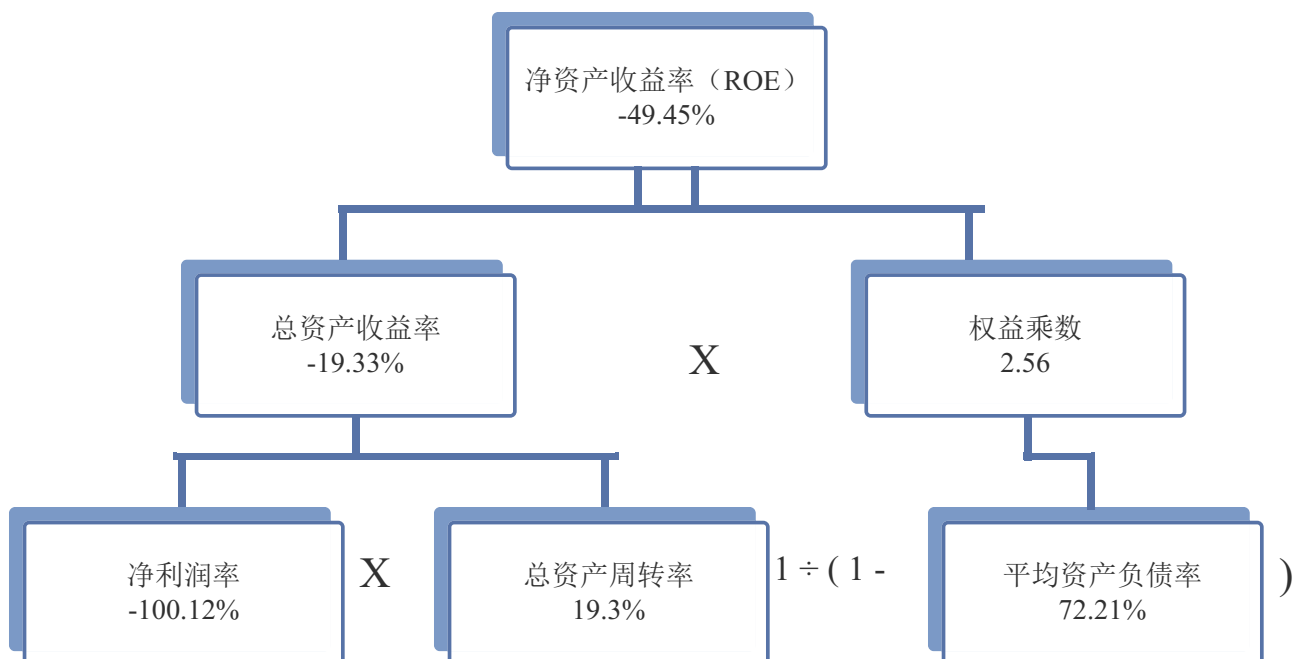 净资产收益率（ROE）
-49.45%
总资产收益率
-19.33%
X
权益乘数
2.56
净利润率
-100.12%
X
总资产周转率
19.3%
1 ÷ ( 1 -
平均资产负债率
72.21%
)